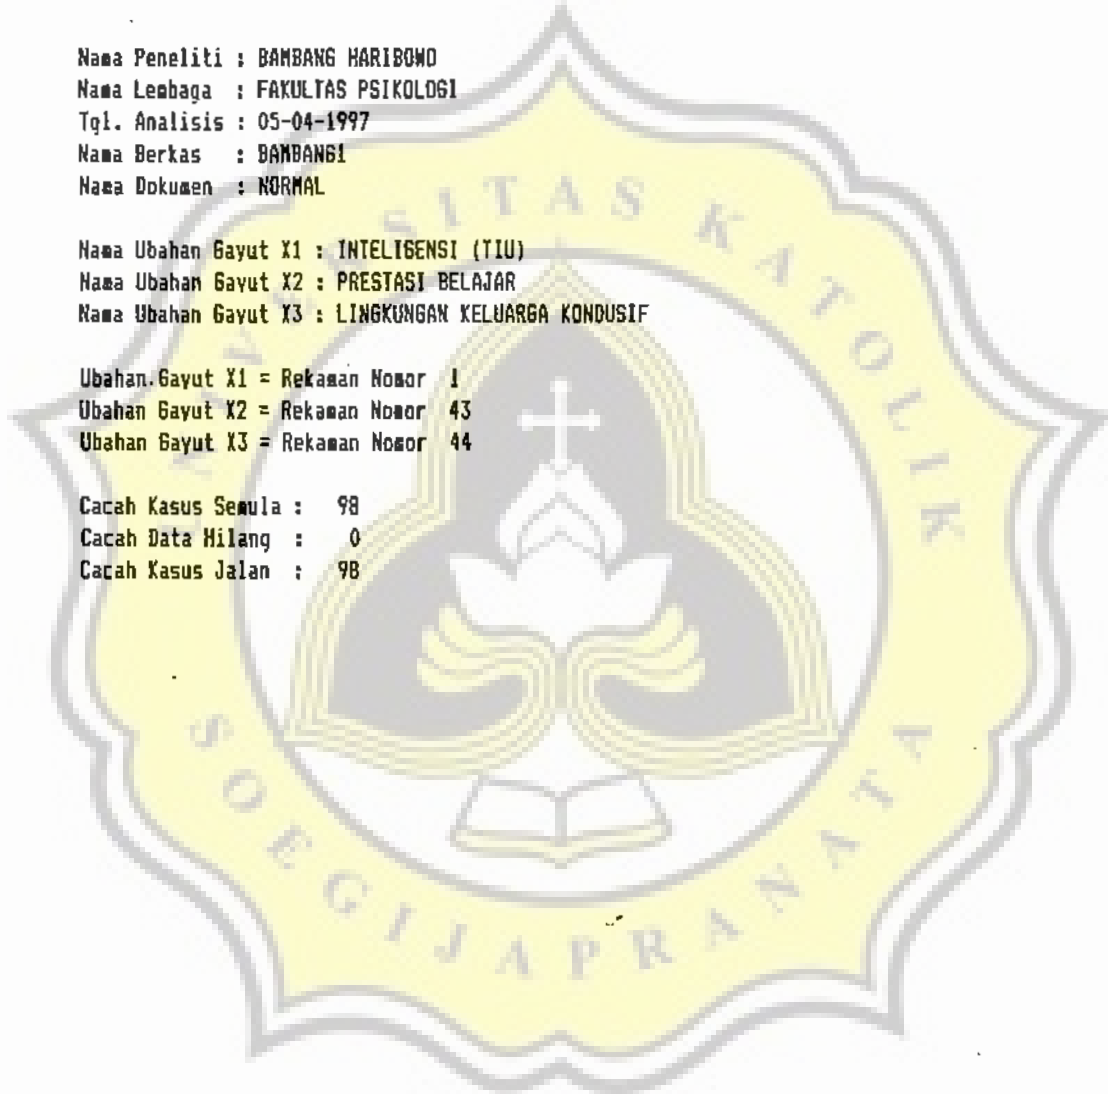 Nama Peneliti : BAMBANG HARIBOWO
Nama Lembaga : FAKULTAS PSIKOLOGI
Tgl. Analisis : 05-04-1997
Nama Berkas : BAMBANG1
Nama Dokumen : NORMAL
Nama Ubahan Gayut X1 : INTELIGENSI (TIU)
Nama Ubahan Gayut X2 : PRESTASI BELAJAR
Nama Ubahan Gayut X3 : LINGKUNGAN KELUARGA KONDUSIF
Ubahan Gayut X1 = Rekaman Nomor 1
Ubahan Gayut X2 = Rekaman Nomor 43
Ubahan Gayut X3 = Rekaman Nomor 44
Cacah Kasus Semula : 98
Cacah Data Hilang : 0
Cacah Kasus Jalan : 98
UNIVERSITAS KATOLIK
SOEGIJAPRANATA